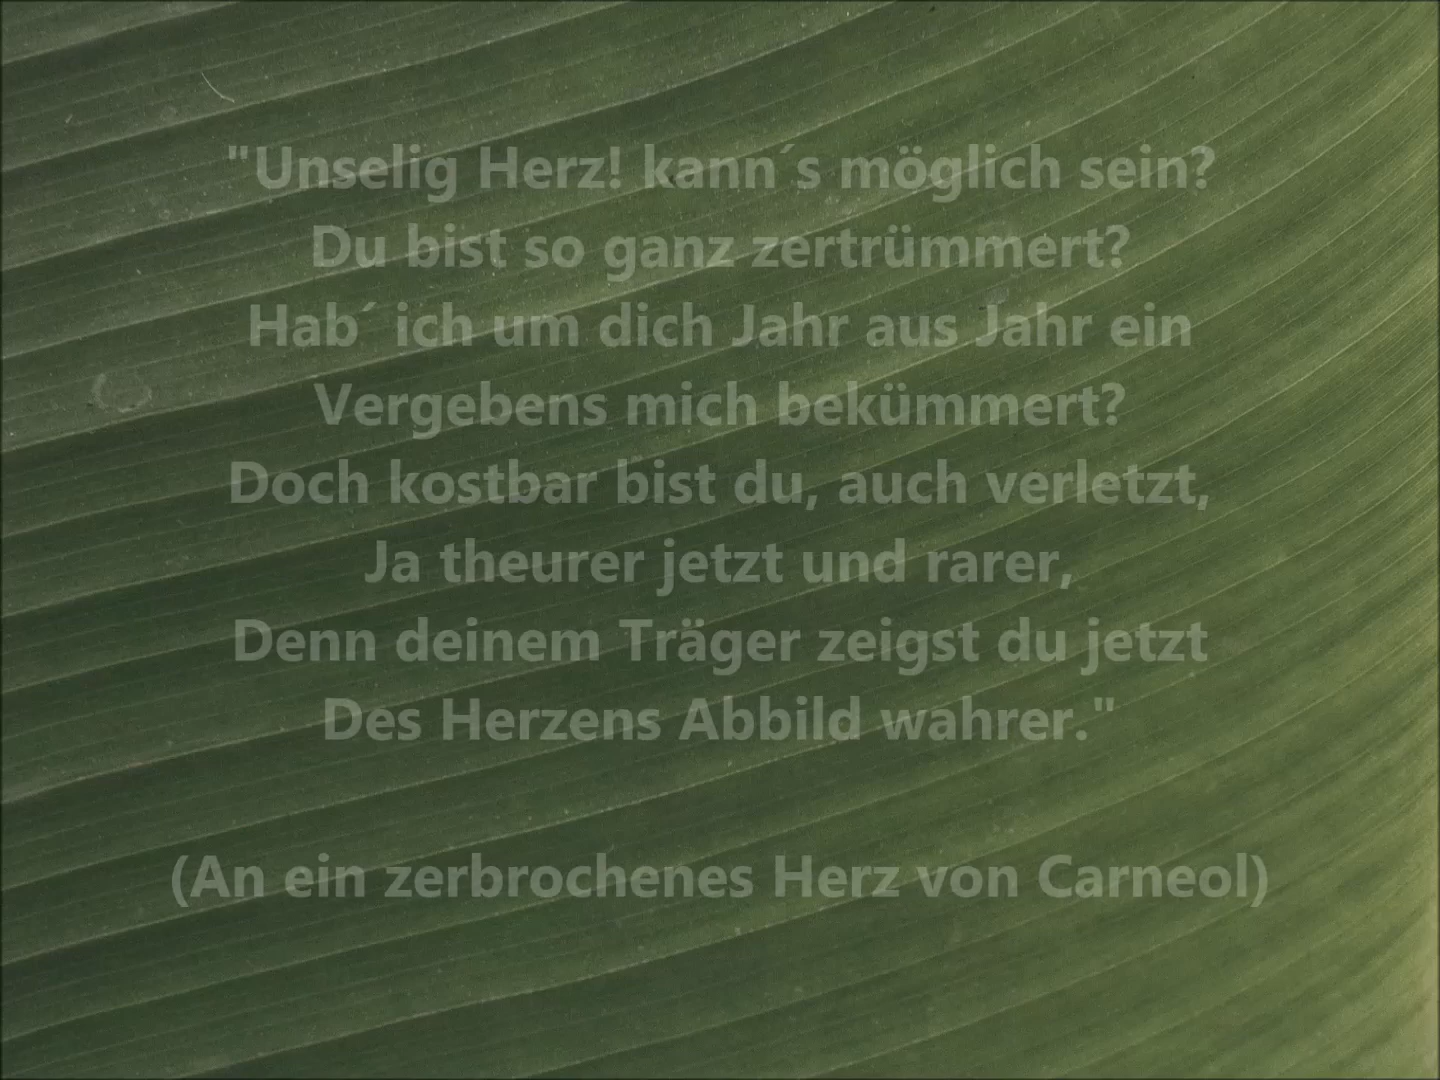 "Unselig Herz! kann´s möglich sein?
Du bist so ganz zertrümmert?
Hab´ ich um dich Jahr aus Jahr ein
Vergebens mich bekümmert?
Doch kostbar bist du, auch verletzt,
Ja theurer jetzt und rarer,
Denn deinem Träger zeigst du jetzt
Des Herzens Abbild wahrer."
(An ein zerbrochenes Herz von Carneol)